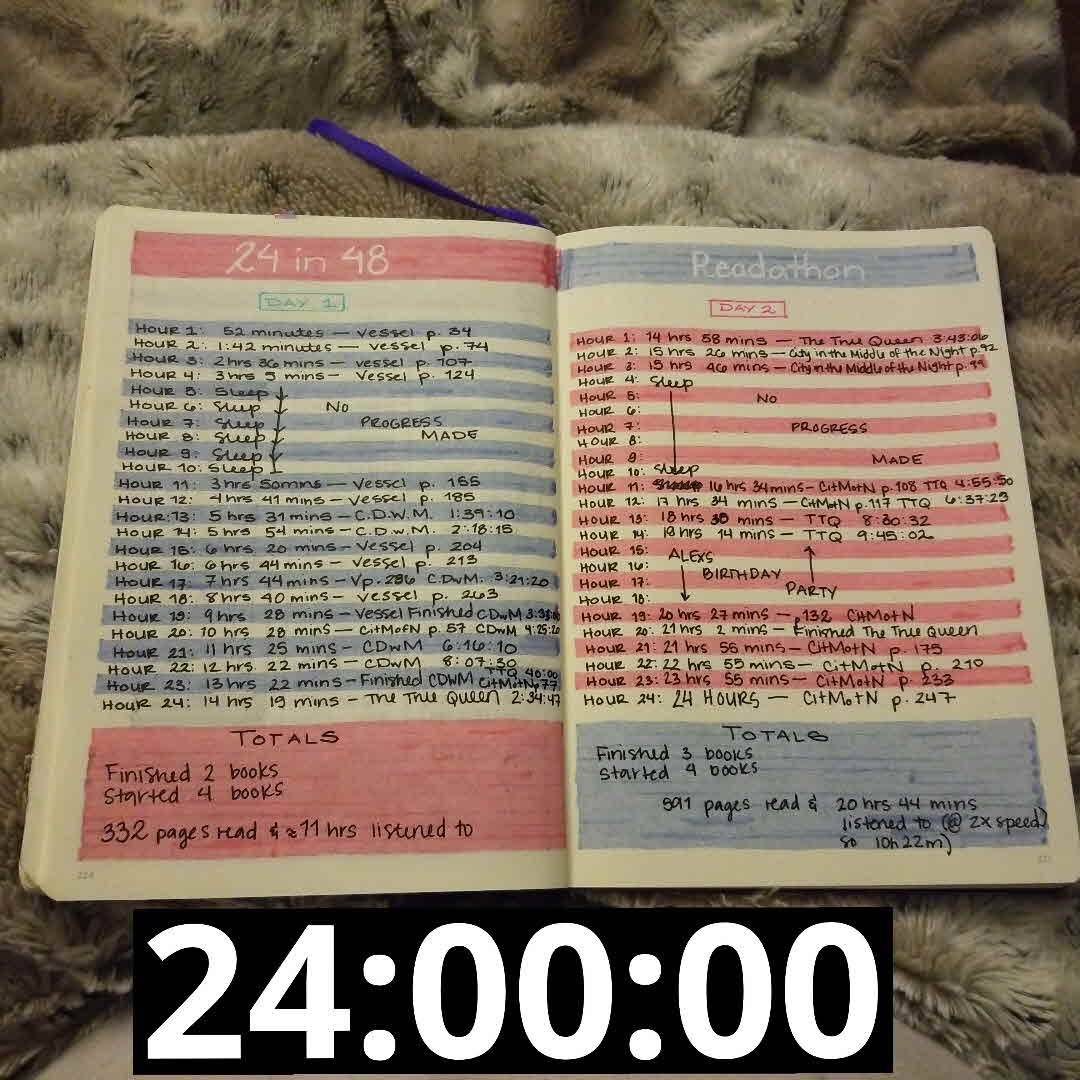 24 in 48
DAY 1
HOUR 1: 52 minutes — Vessel p. 34
HOUR 2: 1:42 minutes — Vessel p. 74
HOUR 3: 2 hrs 36 mins — Vessel p. 107
HOUR 4: 3 hrs 5 mins — Vessel p. 124
HOUR 5: Sleep
HOUR 6: Sleep NO
HOUR 7: Sleep PROGRESS
HOUR 8: Sleep MADE
HOUR 9: Sleep
HOUR 10: Sleep
HOUR 11: 3 hrs 50 mns — Vessel p. 165
HOUR 12: 4 hrs 41 mins — Vessel p. 185
HOUR: 13: 5 hrs 31 mins — C.D.W.M. 1:39:10
HOUR 14: 5 hrs 54 mins — C.D.W.M. 2:18:15
HOUR 15: 6 hrs 20 mins — Vessel p. 204
HOUR 16: 6 hrs 44 mins — Vessel p. 213
HOUR 17: 7 hrs 44 mins — Vp. 236 CDWM: 3:21:20
HOUR 18: 8 hrs 40 mins — Vessel p. 263
HOUR 19: 9 hrs 28 mins — Vessel Finished CDWM
HOUR 20: 10 hrs 28 mins — CitMofN p. 57 CDWM 4:25:20
HOUR 21: 11 hrs 25 mins — CDWM 6:16:10
HOUR 22: 12 hrs 22 mins — CDWM 8:07:30
HOUR 23: 13 hrs 22 mins — Finished CDWM TTQ 40:00 CitMotN p77
HOUR 24: 14 hrs 19 mins — The True Queen 2:34:47
TOTALS
Finished 2 books
Started 4 books
332 pages read & ≈11 hrs listened to
224
Readathon
DAY 2
HOUR 1: 14 hrs 58 mins — The True Queen 3:43:06
HOUR 2: 15 hrs 26 mins — City in the Middle of the Night p. 92
HOUR 3: 15 hrs 46 mins — City in the Middle of the Night p. 99
HOUR 4: Sleep
HOUR 5: NO
HOUR 6:
HOUR 7: PROGRESS
HOUR 8:
HOUR 9: MADE
HOUR 10: Sleep
HOUR 11: 16 hrs 34 mins — CitMotN p. 108 TTQ 4:55:50
HOUR 12: 17 hrs 34 mins — CitMotN p. 117 TTQ 6:37:29
HOUR 13: 18 hrs 38 mins — TTQ 8:30:32
HOUR 14: 19 hrs 14 mins — TTQ 9:45:02
HOUR 15: ALEXS
HOUR 16: BIRTHDAY
HOUR 17: PARTY
HOUR 18:
HOUR 19: 20 hrs 27 mins — p. 132 CitMotN
HOUR 20: 21 hrs 2 mins — Finished The True Queen
HOUR 21: 21 hrs 56 mins — CitMotN p. 175
HOUR 22: 22 hrs 55 mins — CitMotN p. 210
HOUR 23: 23 hrs 55 mins — CitMotN p. 233
HOUR 24: 24 HOURS — CitMotN p. 247
TOTALS
Finished 3 books
Started 4 books
591 pages read & 20 hrs 44 mins
listened to (@ 2x speed
so 10h 22m)
24:00:00